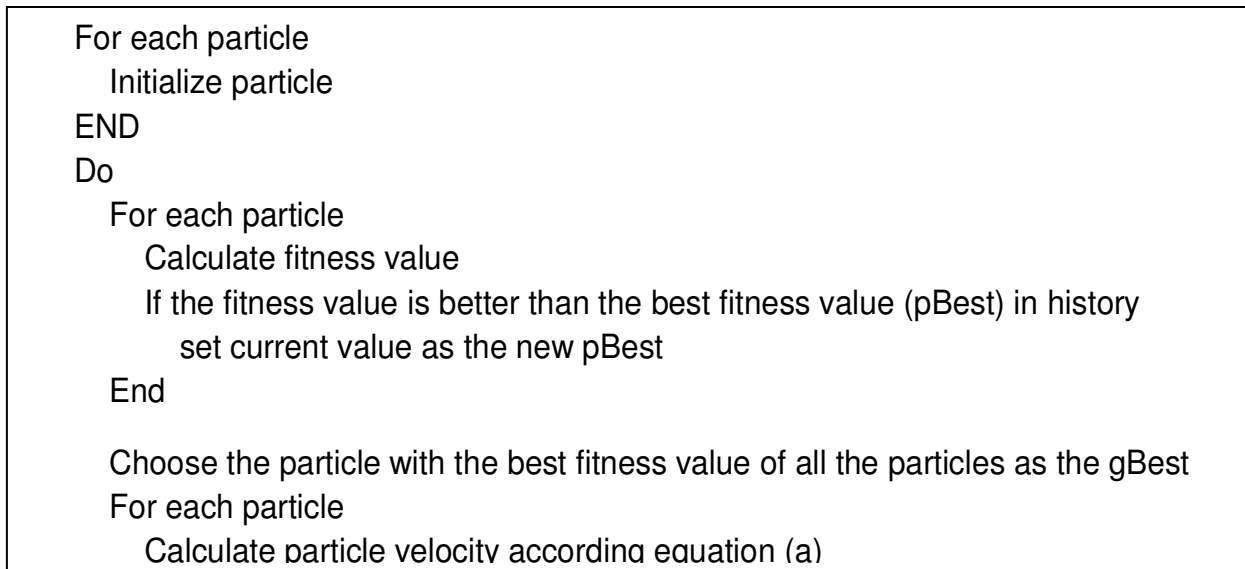 For each particle
Initialize particle
END
Do
For each particle
Calculate fitness value
If the fitness value is better than the best fitness value (pBest) in history
set current value as the new pBest
End
Choose the particle with the best fitness value of all the particles as the gBest
For each particle
Calculate particle velocity according equation (a)